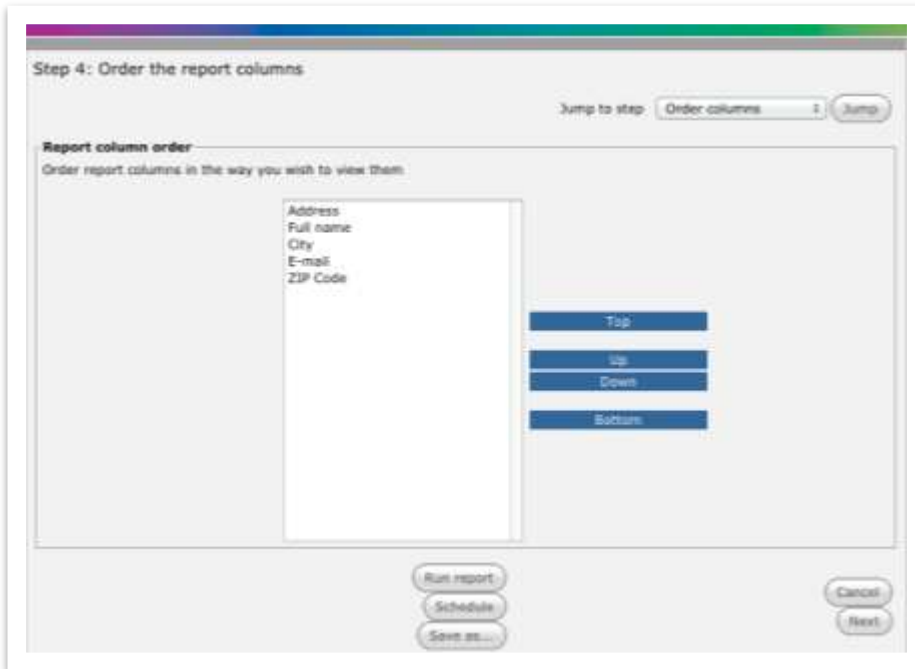 Step 4: Order the report columns
Jump to step Order columns Jump
Report column order
Order report columns in the way you wish to view them
Address
Full name
City
E-mail
ZIP Code
Top
Up
Down
Bottom
Run report
Schedule
Save as...
Cancel
Next